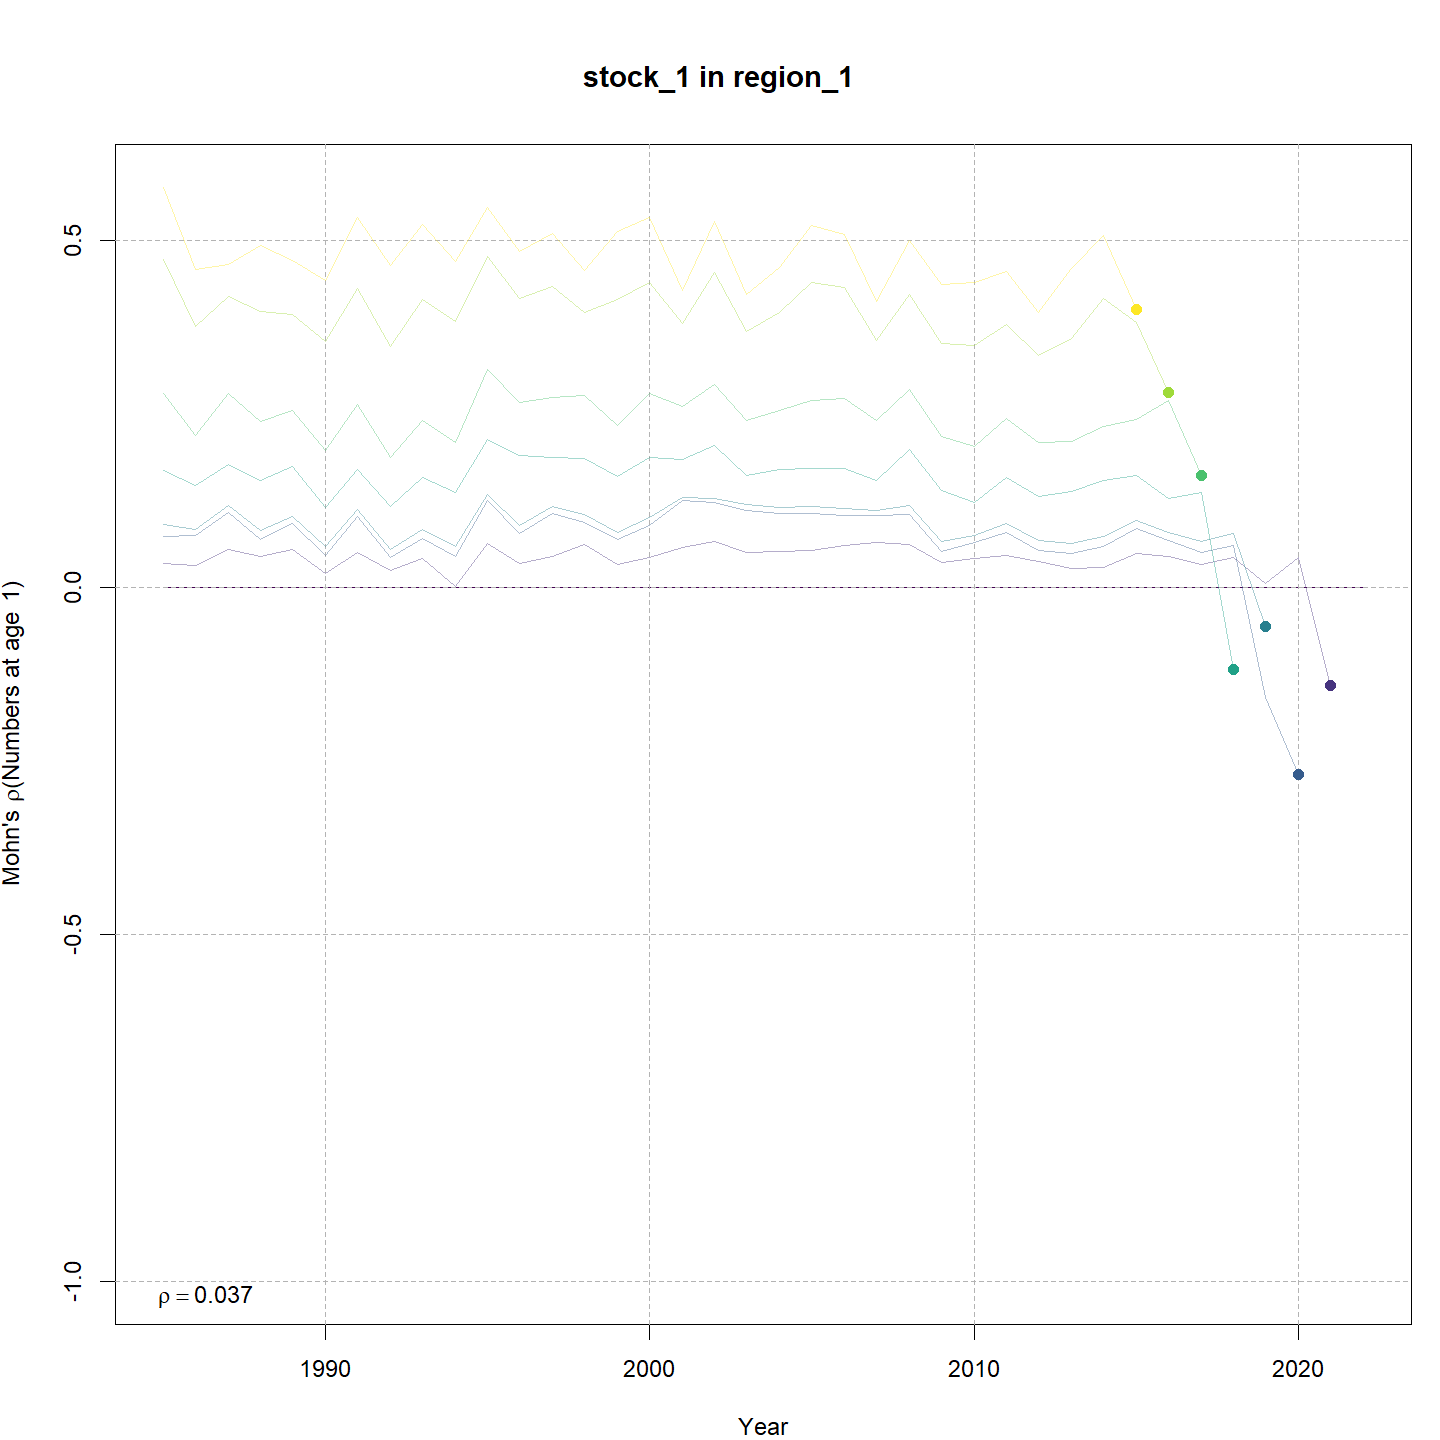 stock_1 in region_1
Mohn's ρ(Numbers at age 1)
0.5
0.0
-0.5
-1.0
ρ = 0.037
1990 2000 2010 2020
Year